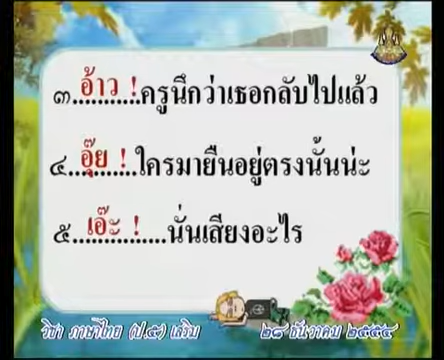 ๓....อ้าว !..ครูนึกว่าเธอกลับไปแล้ว
๔....อุ๊ย !..ใครมายืนอยู่ตรงนั้นน่ะ
๕....เอ๊ะ !....นั่นเสียงอะไร
วิชา ภาษาไทย (ป.๕) เสริม ๒๘ ธันวาคม ๒๕๕๔